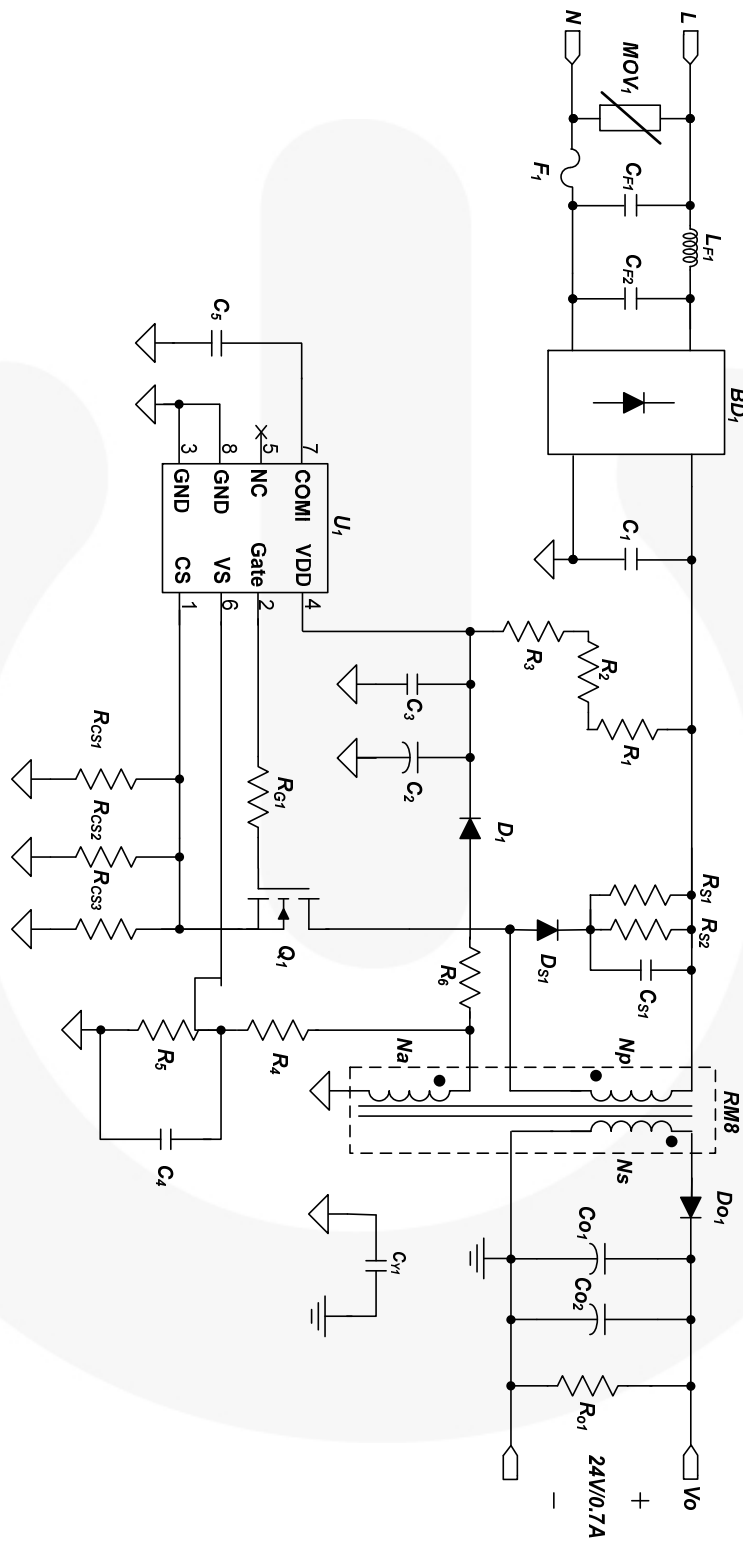 L
N
MOV1
F1
CF1
LF1
CF2
BD1
C1
R1
R2
R3
RS1
RS2
CS1
DS1
RM8
Np
Ns
Na
Do1
Co1
Co2
Ro1
Vo
+
24V/0.7A
–
C3
C2
D1
R6
C5
U1
7 COMI
VDD 4
5 NC
Gate 2
8 GND
VS 6
3 GND
CS 1
RG1
Q1
R4
R5
C4
RCS1
RCS2
RCS3
CY1